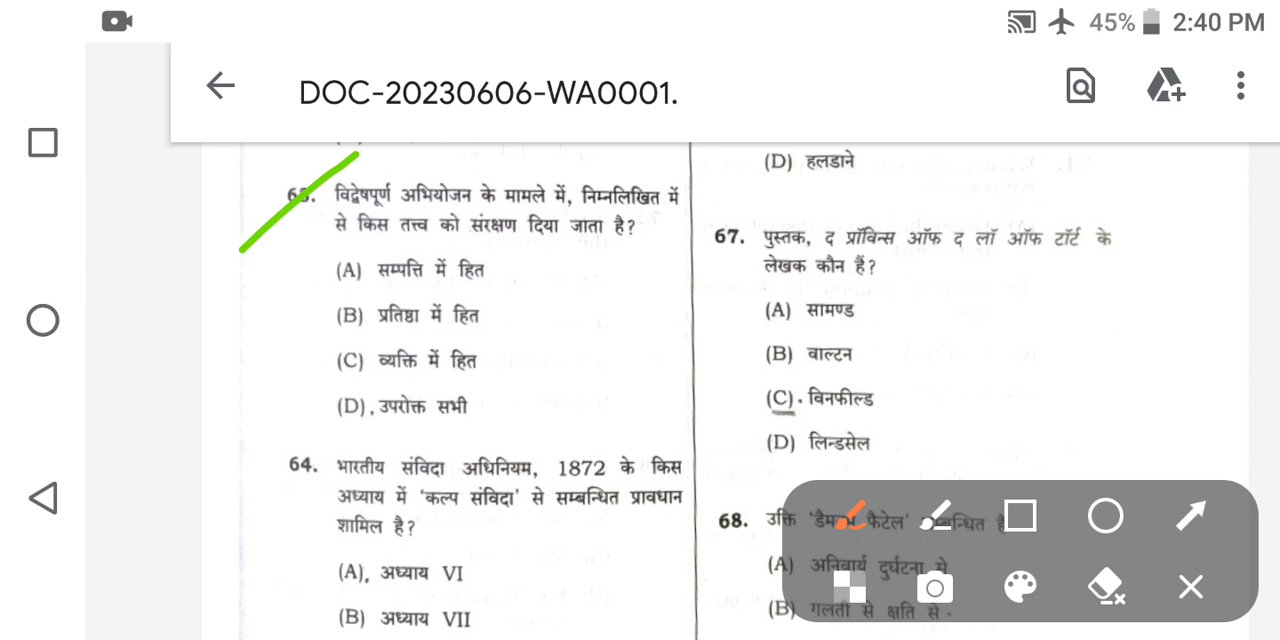 45% 2:40 PM
DOC-20230606-WA0001.
63. विद्वेषपूर्ण अभियोजन के मामले में, निम्नलिखित में
से किस तत्त्व को संरक्षण दिया जाता है?
(A) सम्पत्ति में हित
(B) प्रतिष्ठा में हित
(C) व्यक्ति में हित
(D) उपरोक्त सभी
64. भारतीय संविदा अधिनियम, 1872 के किस
अध्याय में 'कल्प संविदा' से सम्बन्धित प्रावधान
शामिल है?
(A) अध्याय VI
(B) अध्याय VII
(D) हलडाने
67. पुस्तक, द प्रॉविन्स ऑफ द लॉ ऑफ टॉर्ट के
लेखक कौन हैं?
(A) सामण्ड
(B) वाल्टन
(C) विनफील्ड
(D) लिन्डसेल
68. उक्ति फैटेल'
(A) अनिवार्य दुर्घटना से
(B) गलती से क्षति से